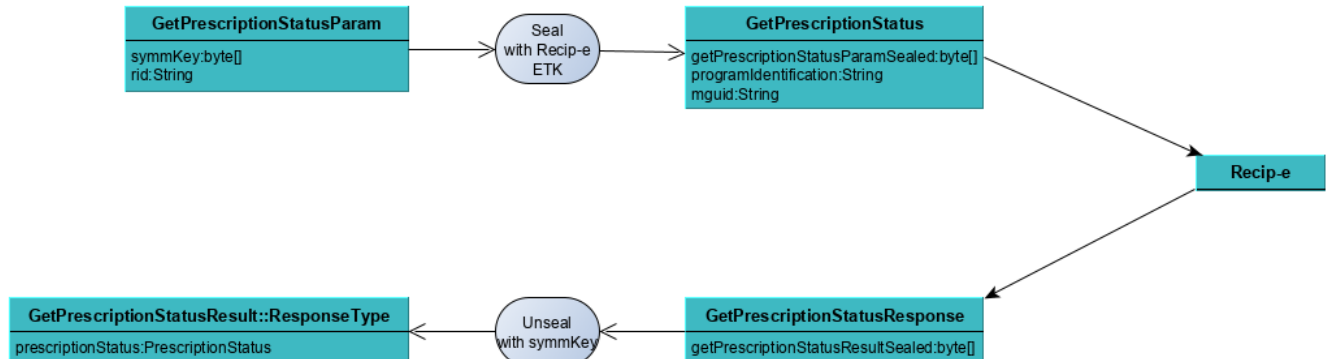 GetPrescriptionStatusParam
symmKey:byte[]
rid:String
Seal
with Recip-e
ETK
GetPrescriptionStatus
getPrescriptionStatusParamSealed:byte[]
programIdentification:String
mguid:String
Recip-e
GetPrescriptionStatusResult::ResponseType
prescriptionStatus:PrescriptionStatus
Unseal
with symmKey
GetPrescriptionStatusResponse
getPrescriptionStatusResultSealed:byte[]